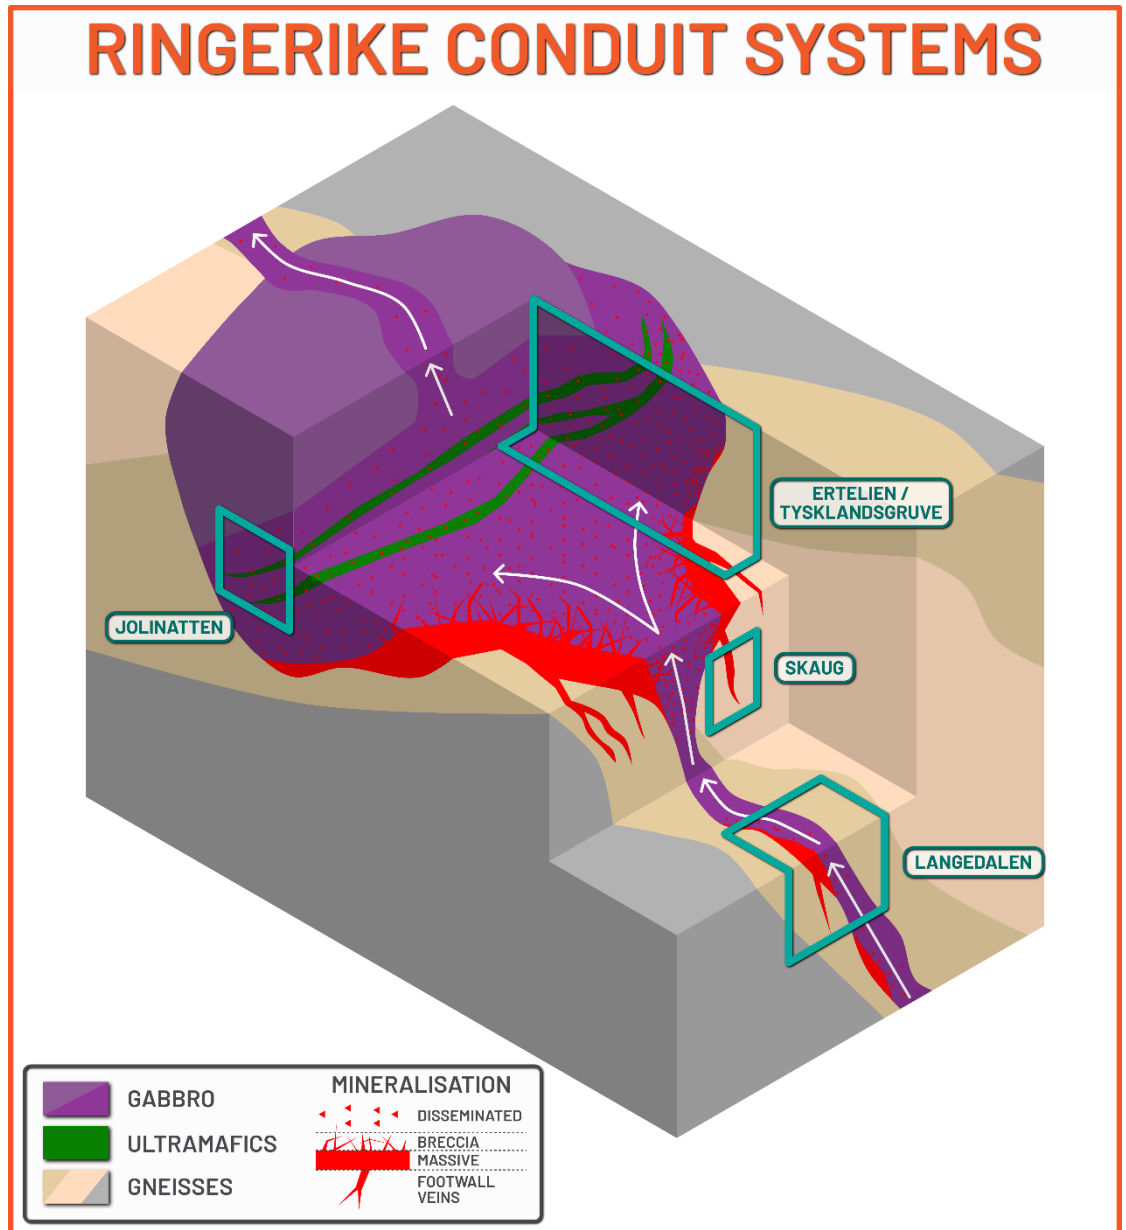 RINGERIKE CONDUIT SYSTEMS
ERTELIEN /
TYSKLANDSGRUVE
JOLINATTEN
SKAUG
LANGEDALEN
GABBRO
ULTRAMAFICS
GNEISSES
MINERALISATION
DISSEMINATED
BRECCIA
MASSIVE
FOOTWALL
VEINS